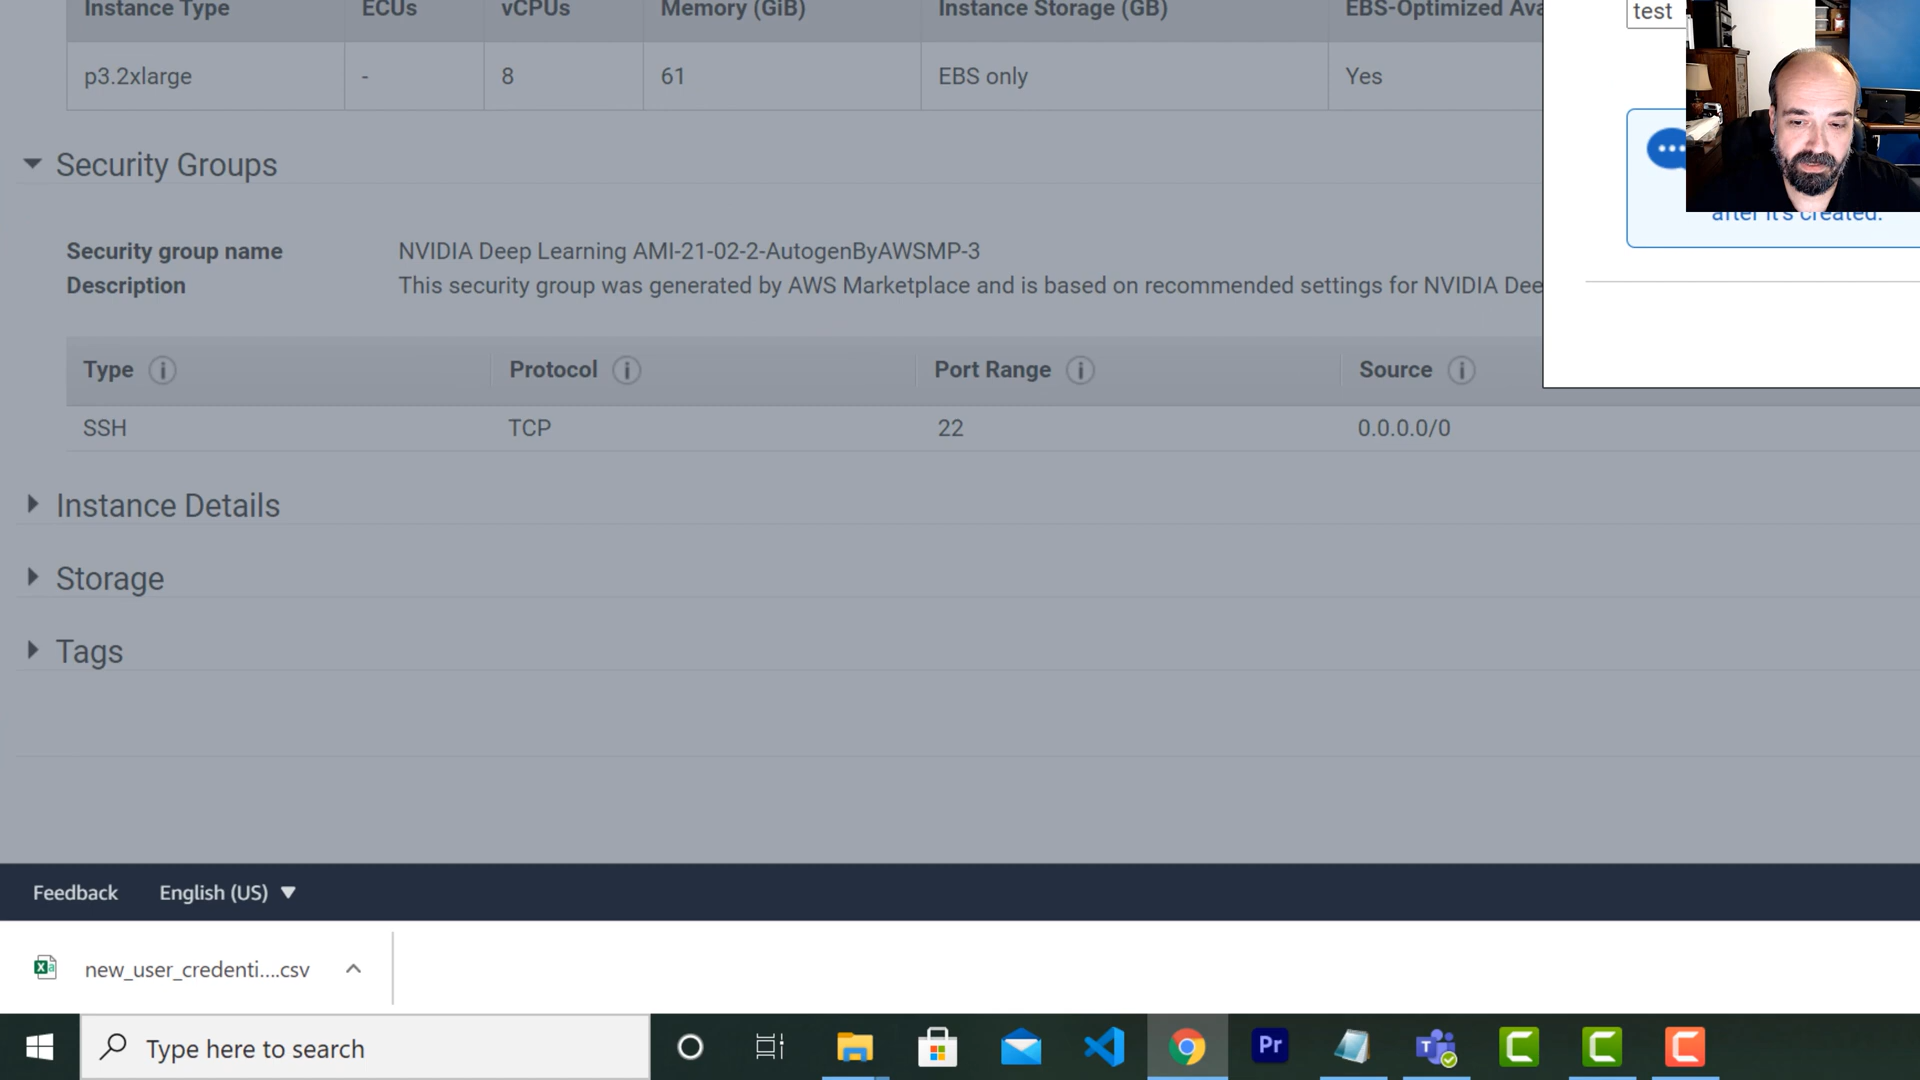 Instance Type ECUs vCPUs Memory (GiB) Instance Storage (GB) EBS-Optimized Ava
p3.2xlarge - 8 61 EBS only Yes
test
after it's created.
Security Groups
Security group name NVIDIA Deep Learning AMI-21-02-2-AutogenByAWSMP-3
Description This security group was generated by AWS Marketplace and is based on recommended settings for NVIDIA Dee
Type Protocol Port Range Source
SSH TCP 22 0.0.0.0/0
Instance Details
Storage
Tags
Feedback English (US)
new_user_credenti....csv
Type here to search
Pr